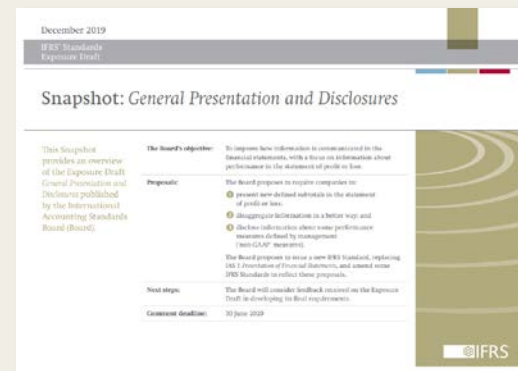 December 2019
IFRS® Standards
Exposure Draft
Snapshot: General Presentation and Disclosures
This Snapshot
provides an overview
of the Exposure Draft
General Presentation and
Disclosures published
by the International
Accounting Standards
Board (Board).
The Board's objective:
To improve how information is communicated in the
financial statements, with a focus on information about
performance in the statement of profit or loss.
Proposals:
The Board proposes to require companies to:
1 present new defined subtotals in the statement
of profit or loss;
2 disaggregate information in a better way; and
3 disclose information about some performance
measures defined by management
('non-GAAP' measures).
The Board proposes to issue a new IFRS Standard, replacing
IAS 1 Presentation of Financial Statements, and amend some
IFRS Standards to reflect these proposals.
Next steps:
The Board will consider feedback received on the Exposure
Draft in developing its final requirements.
Comment deadline:
30 June 2020
IFRS